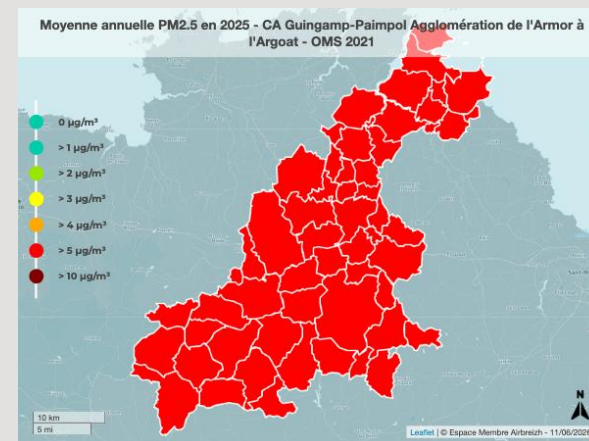 Moyenne annuelle PM2.5 en 2025 - CA Guingamp-Paimpol Agglomération de l'Armor à
l'Argoat - OMS 2021
0 µg/m³
> 1 µg/m³
> 2 µg/m³
> 3 µg/m³
> 4 µg/m³
> 5 µg/m³
> 10 µg/m³
N
10 km
5 mi
Leaflet | © Espace Membre Airbreizh - 11/06/2026